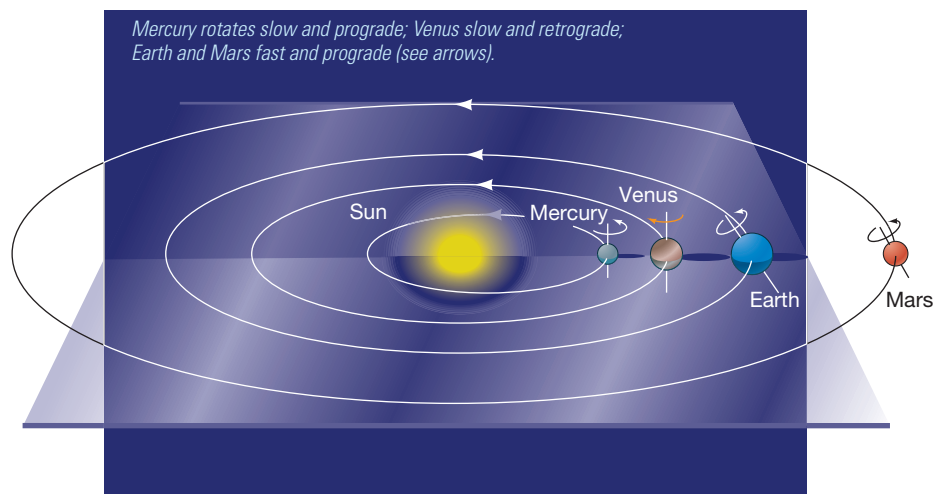 Mercury rotates slow and prograde; Venus slow and retrograde;
Earth and Mars fast and prograde (see arrows).
Venus
Sun
Mercury
Earth
Mars